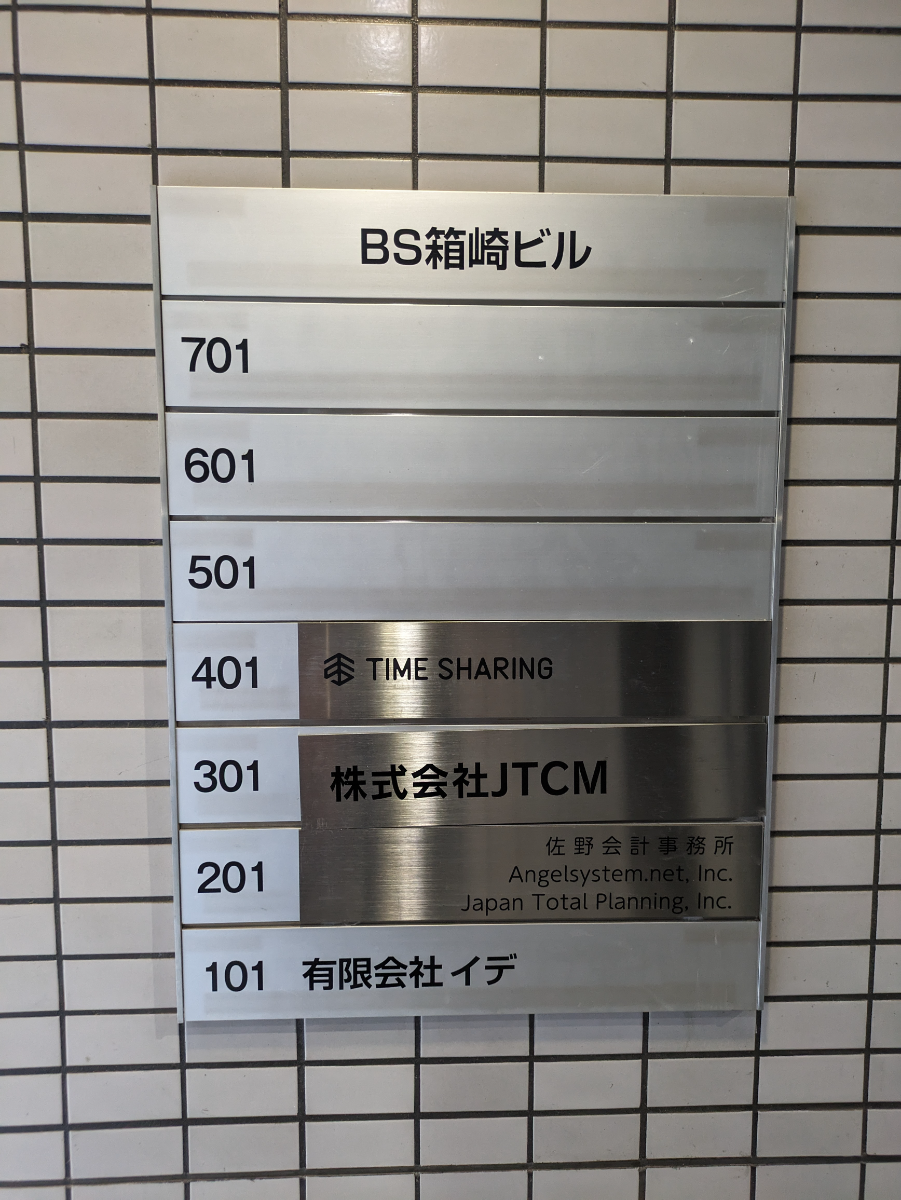 BS箱崎ビル
701
601
501
401 TIME SHARING
301 株式会社JTCM
201 佐野会計事務所
Angelsystem.net, Inc.
Japan Total Planning, Inc.
101 有限会社イデ